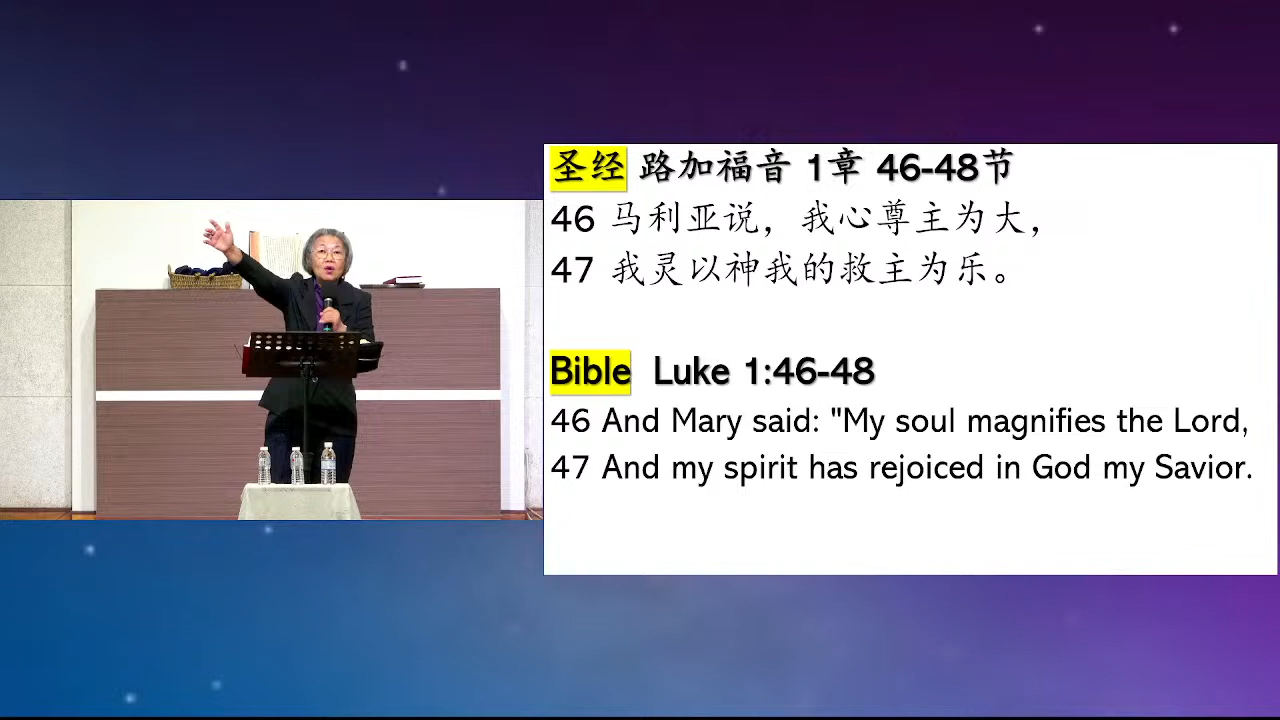 圣经 路加福音 1章 46-48节
46 马利亚说，我心尊主为大，
47 我灵以神我的救主为乐。
Bible Luke 1:46-48
46 And Mary said: "My soul magnifies the Lord,
47 And my spirit has rejoiced in God my Savior.